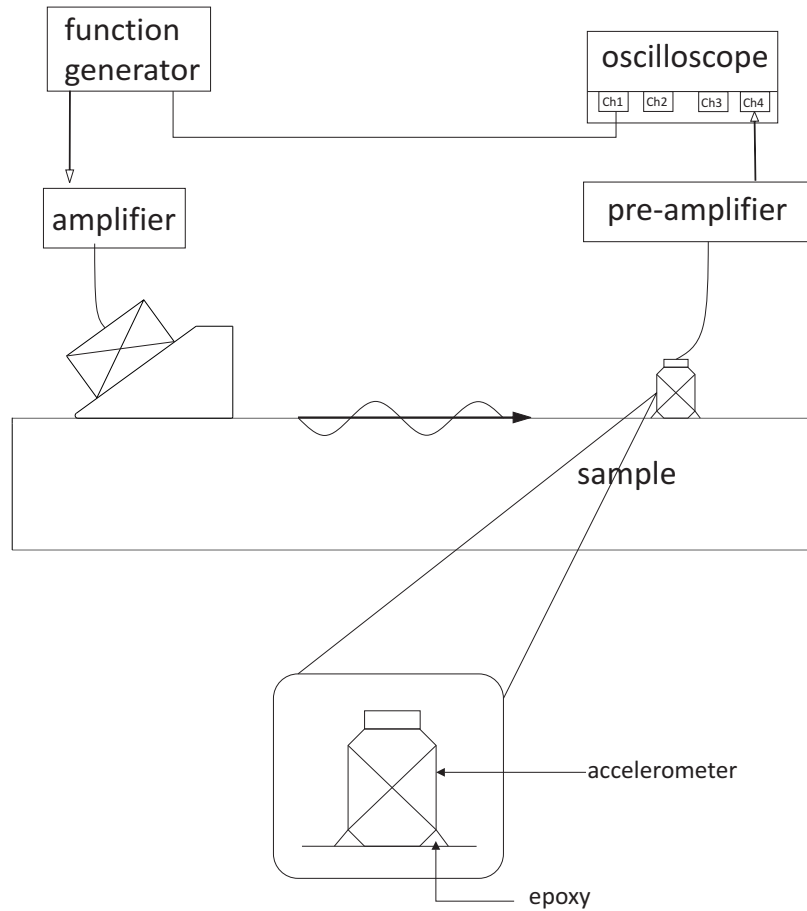 function
generator
oscilloscope
Ch1 Ch2 Ch3 Ch4
amplifier
pre-amplifier
sample
accelerometer
epoxy